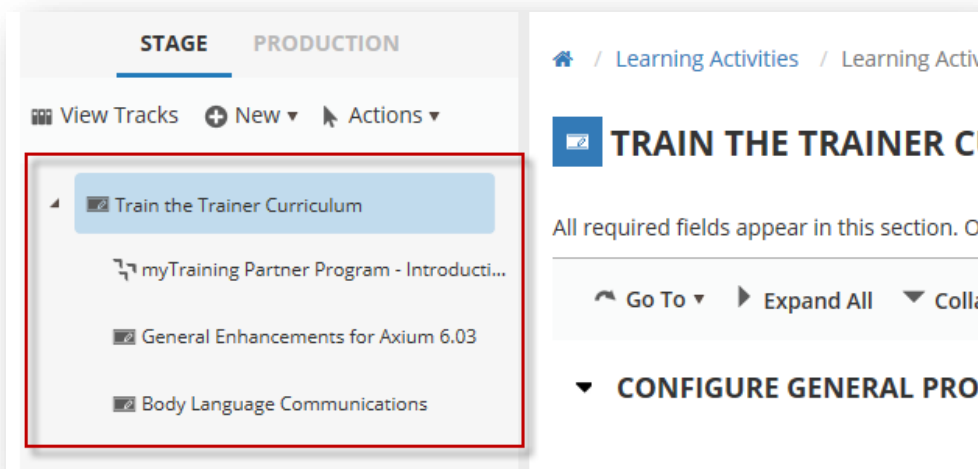 STAGE PRODUCTION
View Tracks New Actions
Train the Trainer Curriculum
myTraining Partner Program - Introducti...
General Enhancements for Axium 6.03
Body Language Communications
/ Learning Activities / Learning Activ
TRAIN THE TRAINER CU
All required fields appear in this section. O
Go To Expand All Colla
CONFIGURE GENERAL PRO